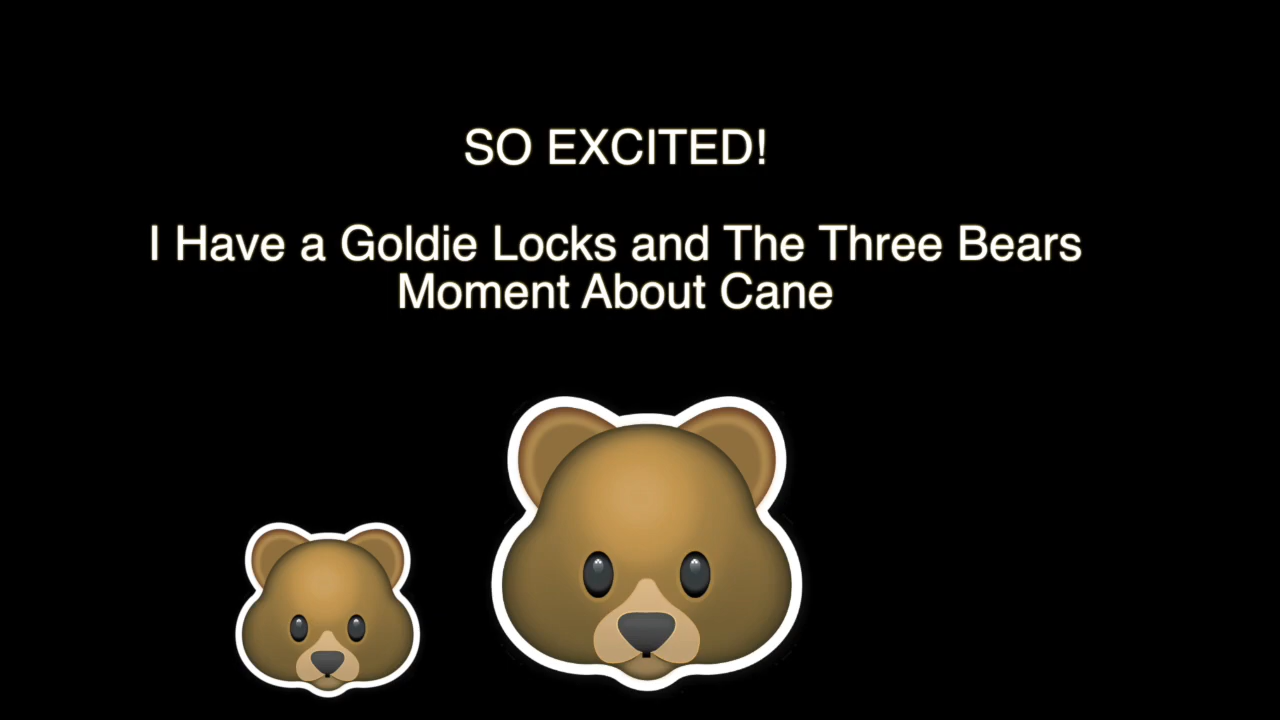 SO EXCITED!
I Have a Goldie Locks and The Three Bears
Moment About Cane